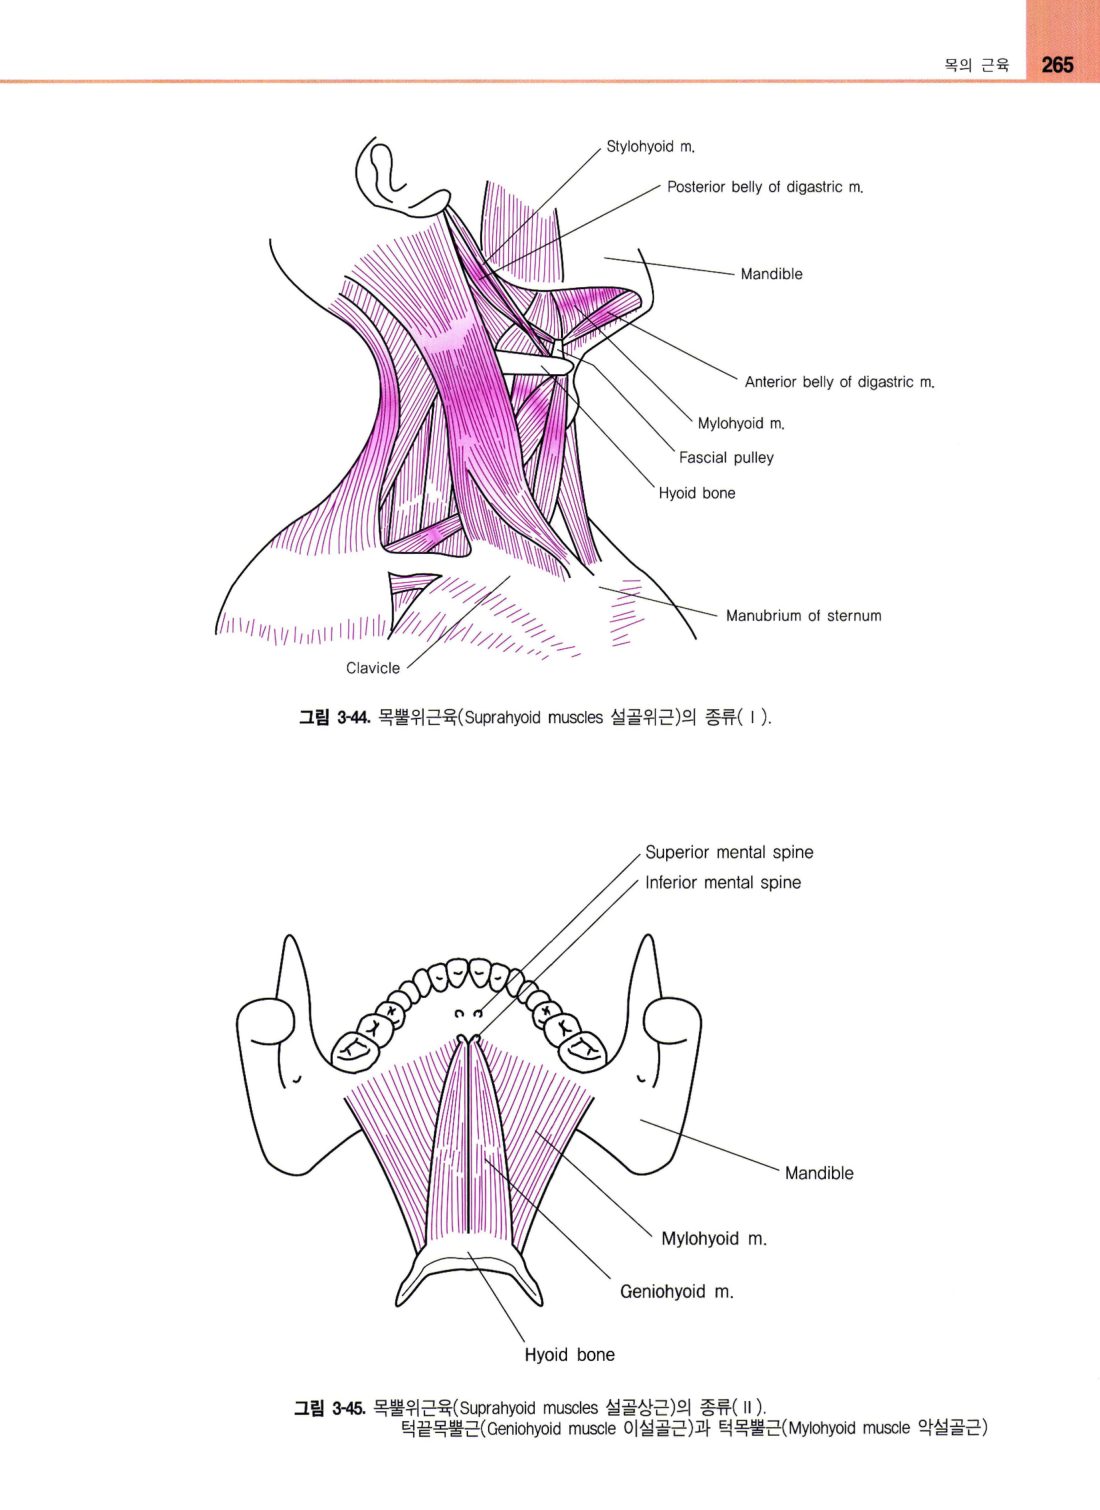 목의 근육 265
Stylohyoid m.
Posterior belly of digastric m.
Mandible
Anterior belly of digastric m.
Mylohyoid m.
Fascial pulley
Hyoid bone
Manubrium of sternum
Clavicle
그림 3-44. 목뿔위근육(Suprahyoid muscles 설골위근)의 종류( I ).
Superior mental spine
Inferior mental spine
Mandible
Mylohyoid m.
Geniohyoid m.
Hyoid bone
그림 3-45. 목뿔위근육(Suprahyoid muscles 설골상근)의 종류( II ).
턱끝목뿔근(Geniohyoid muscle 이설골근)과 턱목뿔근(Mylohyoid muscle 악설골근)